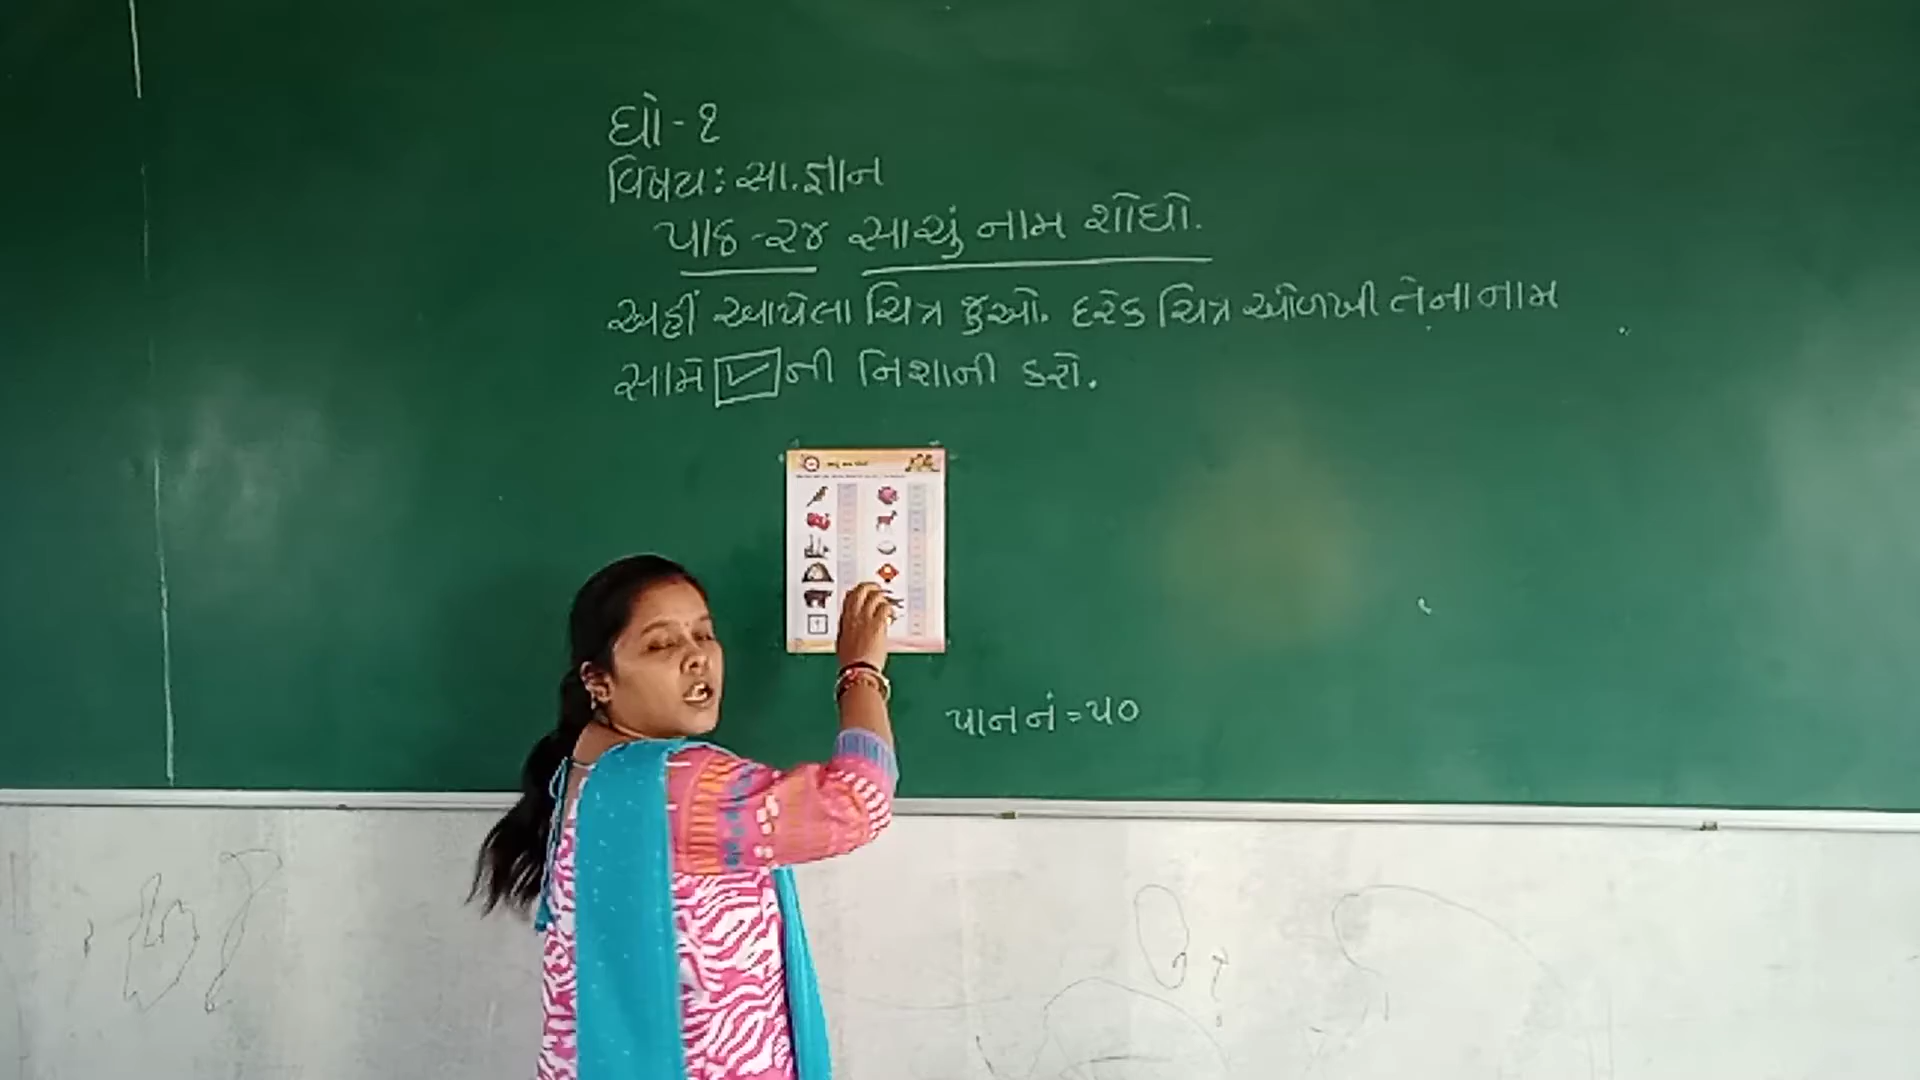 ધો-૧
વિષય: સા.જ્ઞાન
પાઠ-૨૪ સાચું નામ શોધો.
અહીં આપેલા ચિત્ર જુઓ. દરેક ચિત્ર ઓળખી તેના નામ
સામે ની નિશાની કરો.
પાન નં = ૫૦